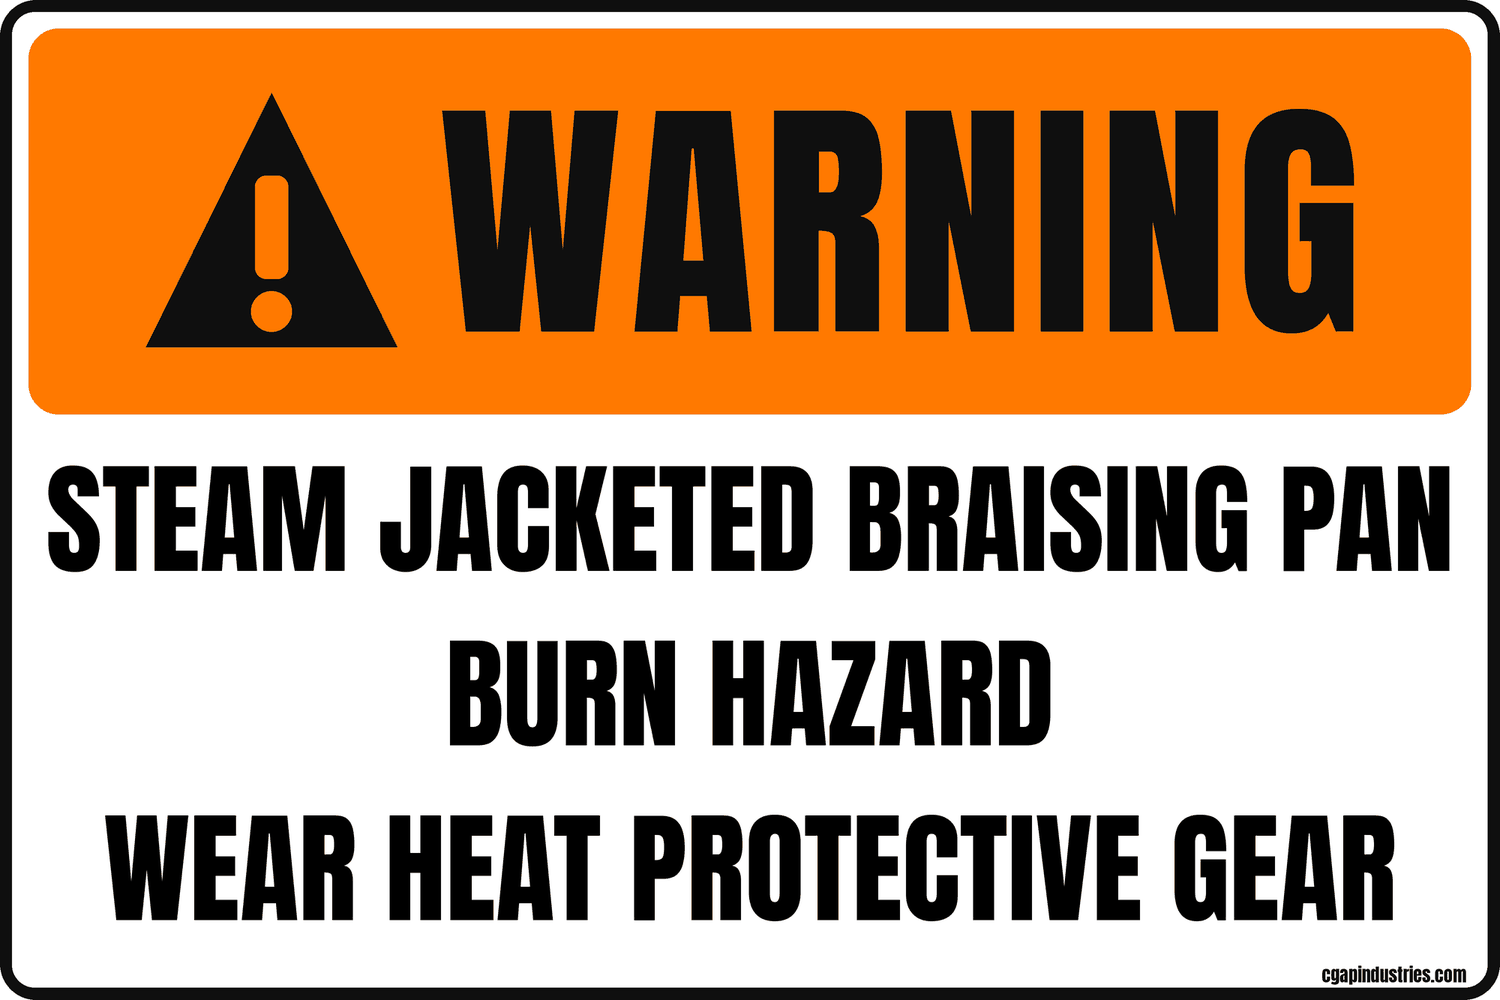 WARNING
STEAM JACKETED BRAISING PAN
BURN HAZARD
WEAR HEAT PROTECTIVE GEAR
cgapindustries.com